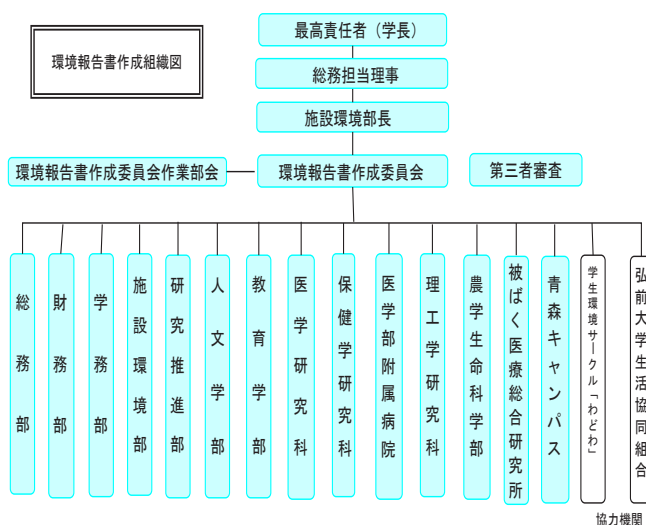 最高責任者（学長）
環境報告書作成組織図
総務担当理事
施設環境部長
環境報告書作成委員会作業部会
環境報告書作成委員会
第三者審査
総務部
財務部
学務部
施設環境部
研究推進部
人文学部
教育学部
医学研究科
保健学研究科
医学部附属病院
理工学研究科
農学生命科学部
被ばく医療総合研究所
青森キャンパス
学生環境サークル「わどわ」
弘前大学生活協同組合
協力機関